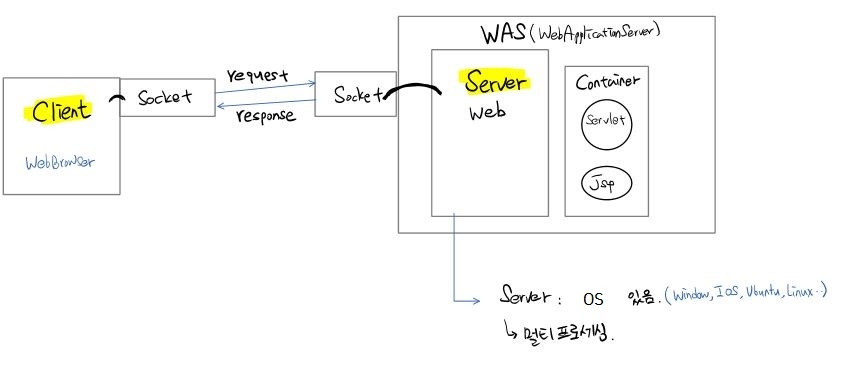 WAS (WebApplicationServer)
Client
WebBrowser
Socket
request
response
Socket
Server
Web
Container
Servlet
Jsp
Server : OS 있음. (Window, IOS, Ubuntu, Linux..)
↳ 멀티프로세싱.